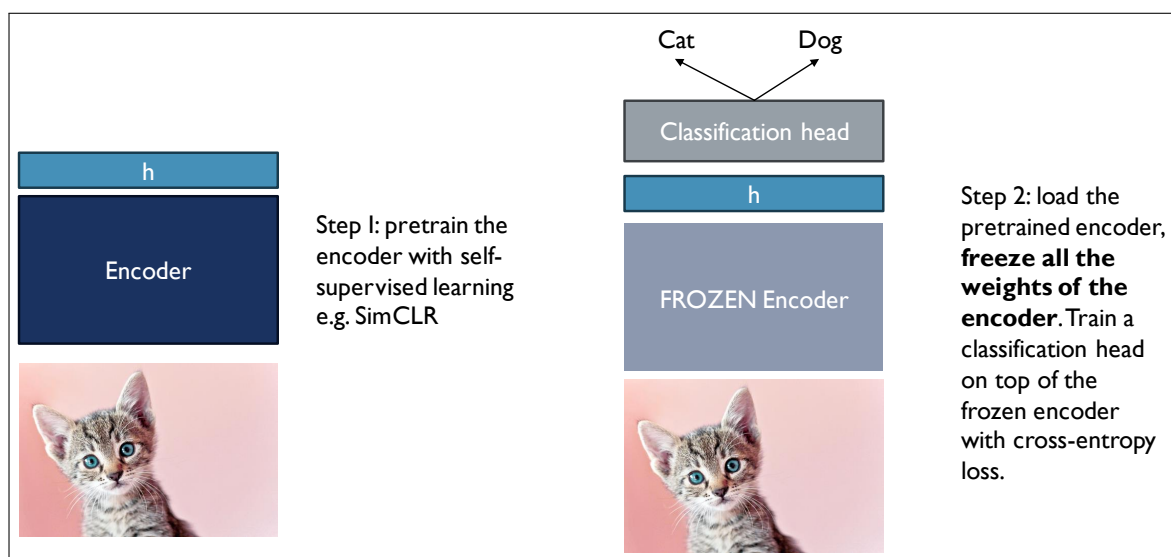 h
Encoder
Step 1: pretrain the
encoder with self-
supervised learning
e.g. SimCLR
Cat Dog
Classification head
h
FROZEN Encoder
Step 2: load the
pretrained encoder,
freeze all the
weights of the
encoder. Train a
classification head
on top of the
frozen encoder
with cross-entropy
loss.